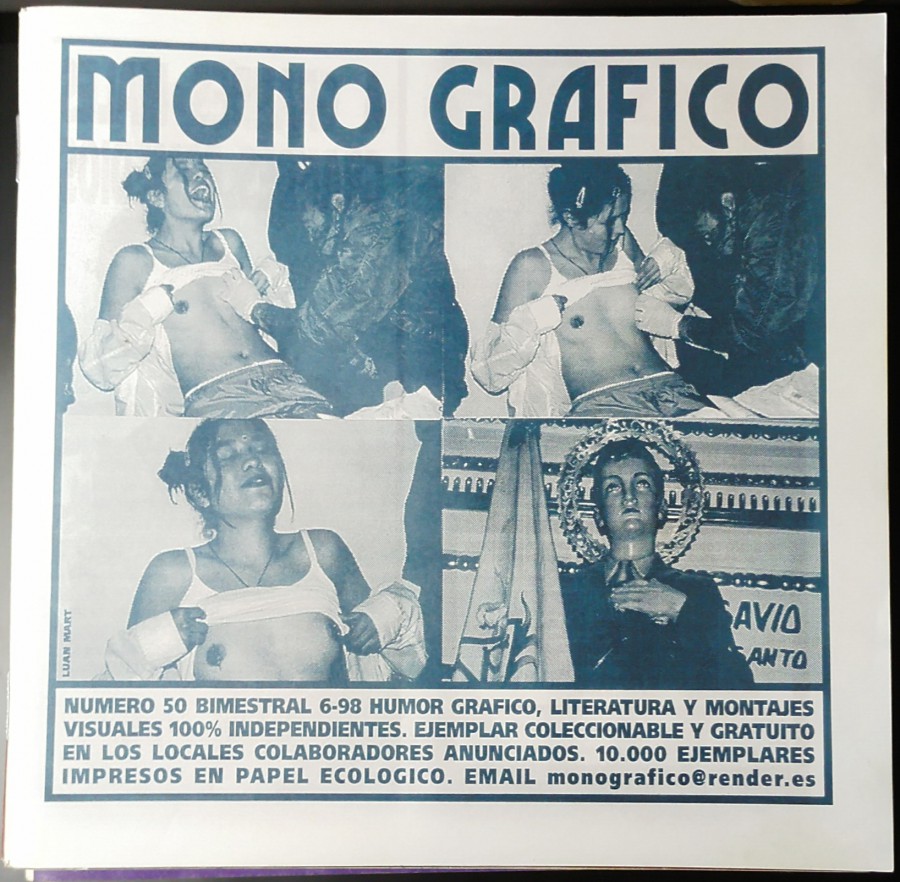 MONO GRAFICO
AVIO
ANTO
LUAN MART
NUMERO 50 BIMESTRAL 6-98 HUMOR GRAFICO, LITERATURA Y MONTAJES
VISUALES 100% INDEPENDIENTES. EJEMPLAR COLECCIONABLE Y GRATUITO
EN LOS LOCALES COLABORADORES ANUNCIADOS. 10.000 EJEMPLARES
IMPRESOS EN PAPEL ECOLOGICO. EMAIL monografico@render.es